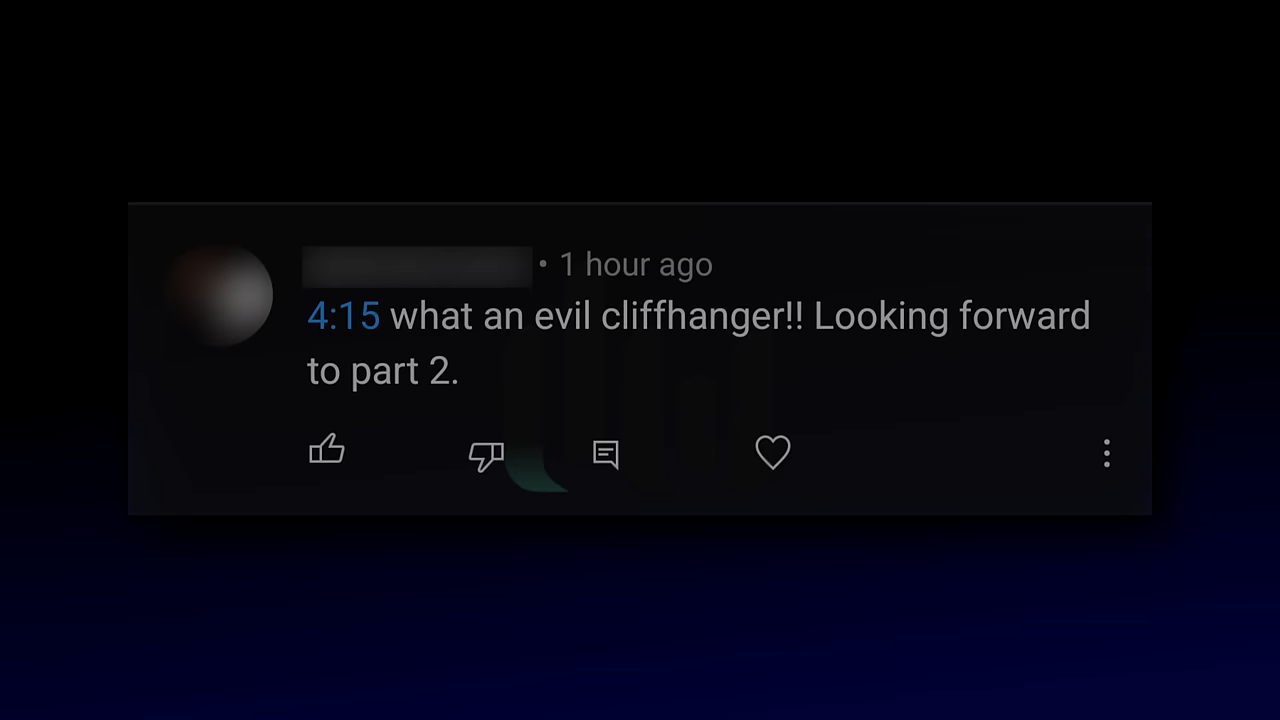 • 1 hour ago
4:15 what an evil cliffhanger!! Looking forward
to part 2.